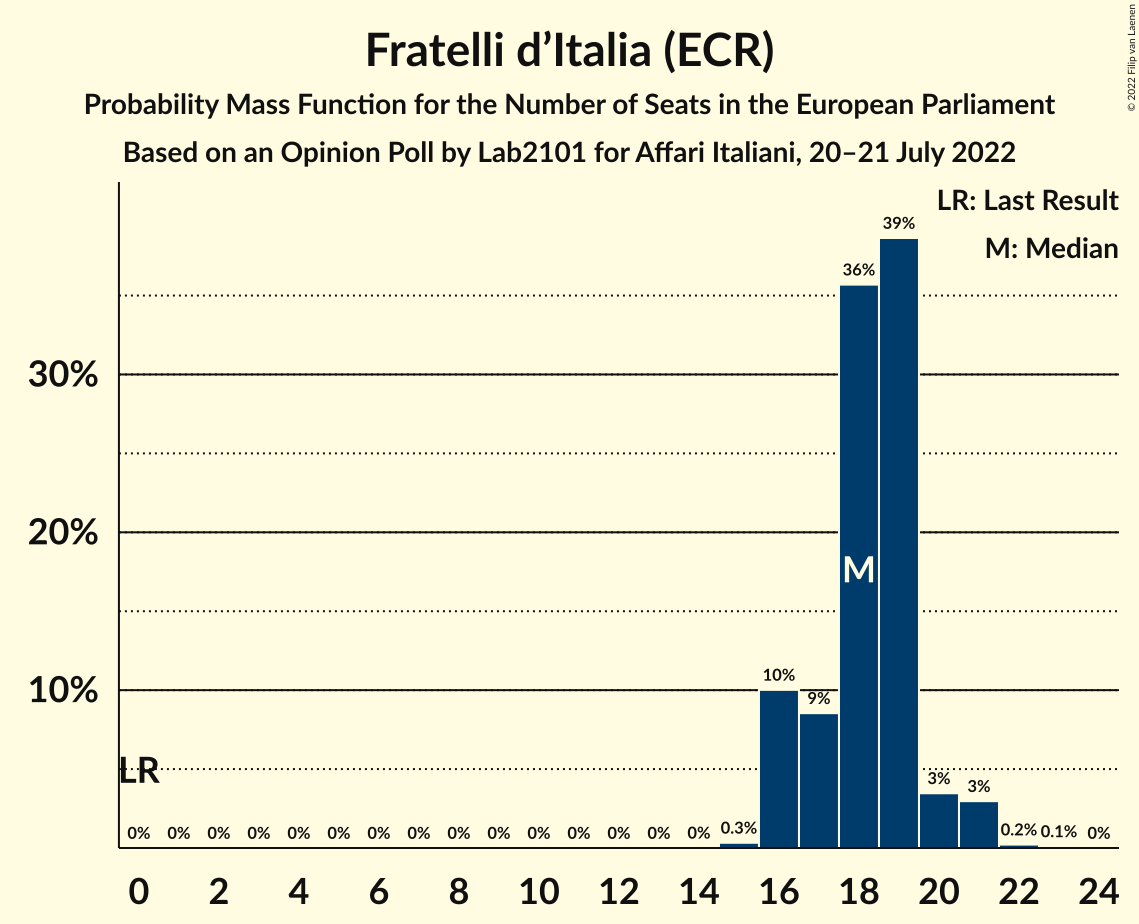 Fratelli d’Italia (ECR)
Probability Mass Function for the Number of Seats in the European Parliament
Based on an Opinion Poll by Lab2101 for Affari Italiani, 20–21 July 2022
© 2022 Filip van Laenen
LR: Last Result
M: Median
39%
36%
30%
20%
M
10%
10%
9%
LR
3%
3%
0% 0% 0% 0% 0% 0% 0% 0% 0% 0% 0% 0% 0% 0% 0% 0.3% 0.2% 0.1% 0%
0 2 4 6 8 10 12 14 16 18 20 22 24